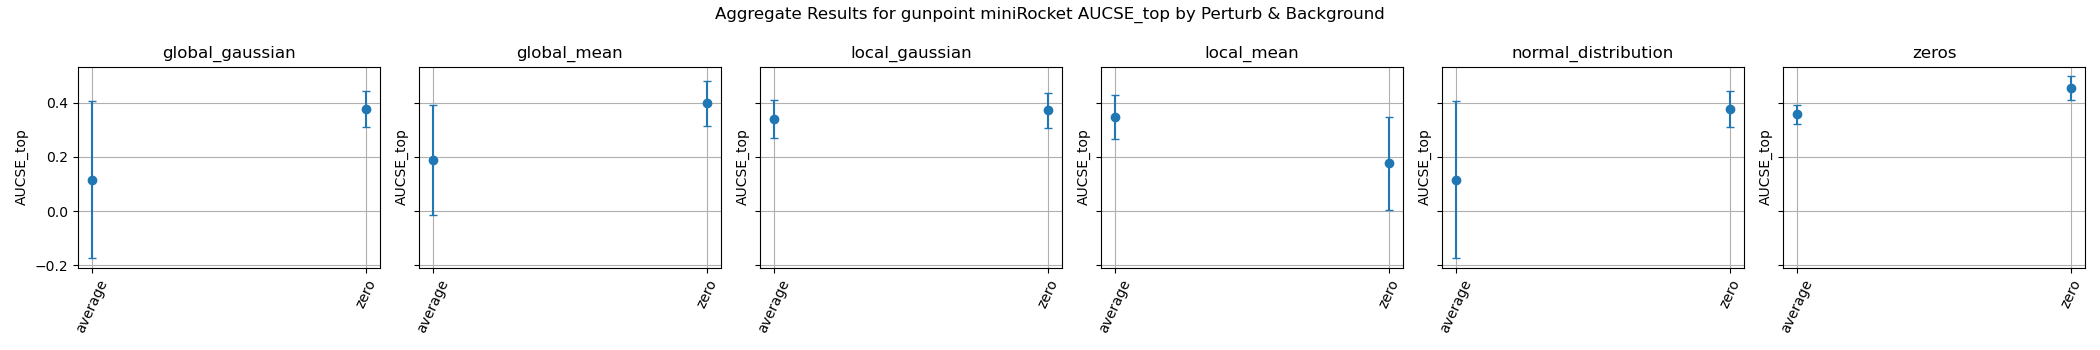 Aggregate Results for gunpoint miniRocket AUCSE_top by Perturb & Background
global_gaussian
global_mean
local_gaussian
local_mean
normal_distribution
zeros
AUCSE_top
0.4
0.2
0.0
−0.2
average
zero
AUCSE_top
average
zero
AUCSE_top
average
zero
AUCSE_top
average
zero
AUCSE_top
average
zero
AUCSE_top
average
zero